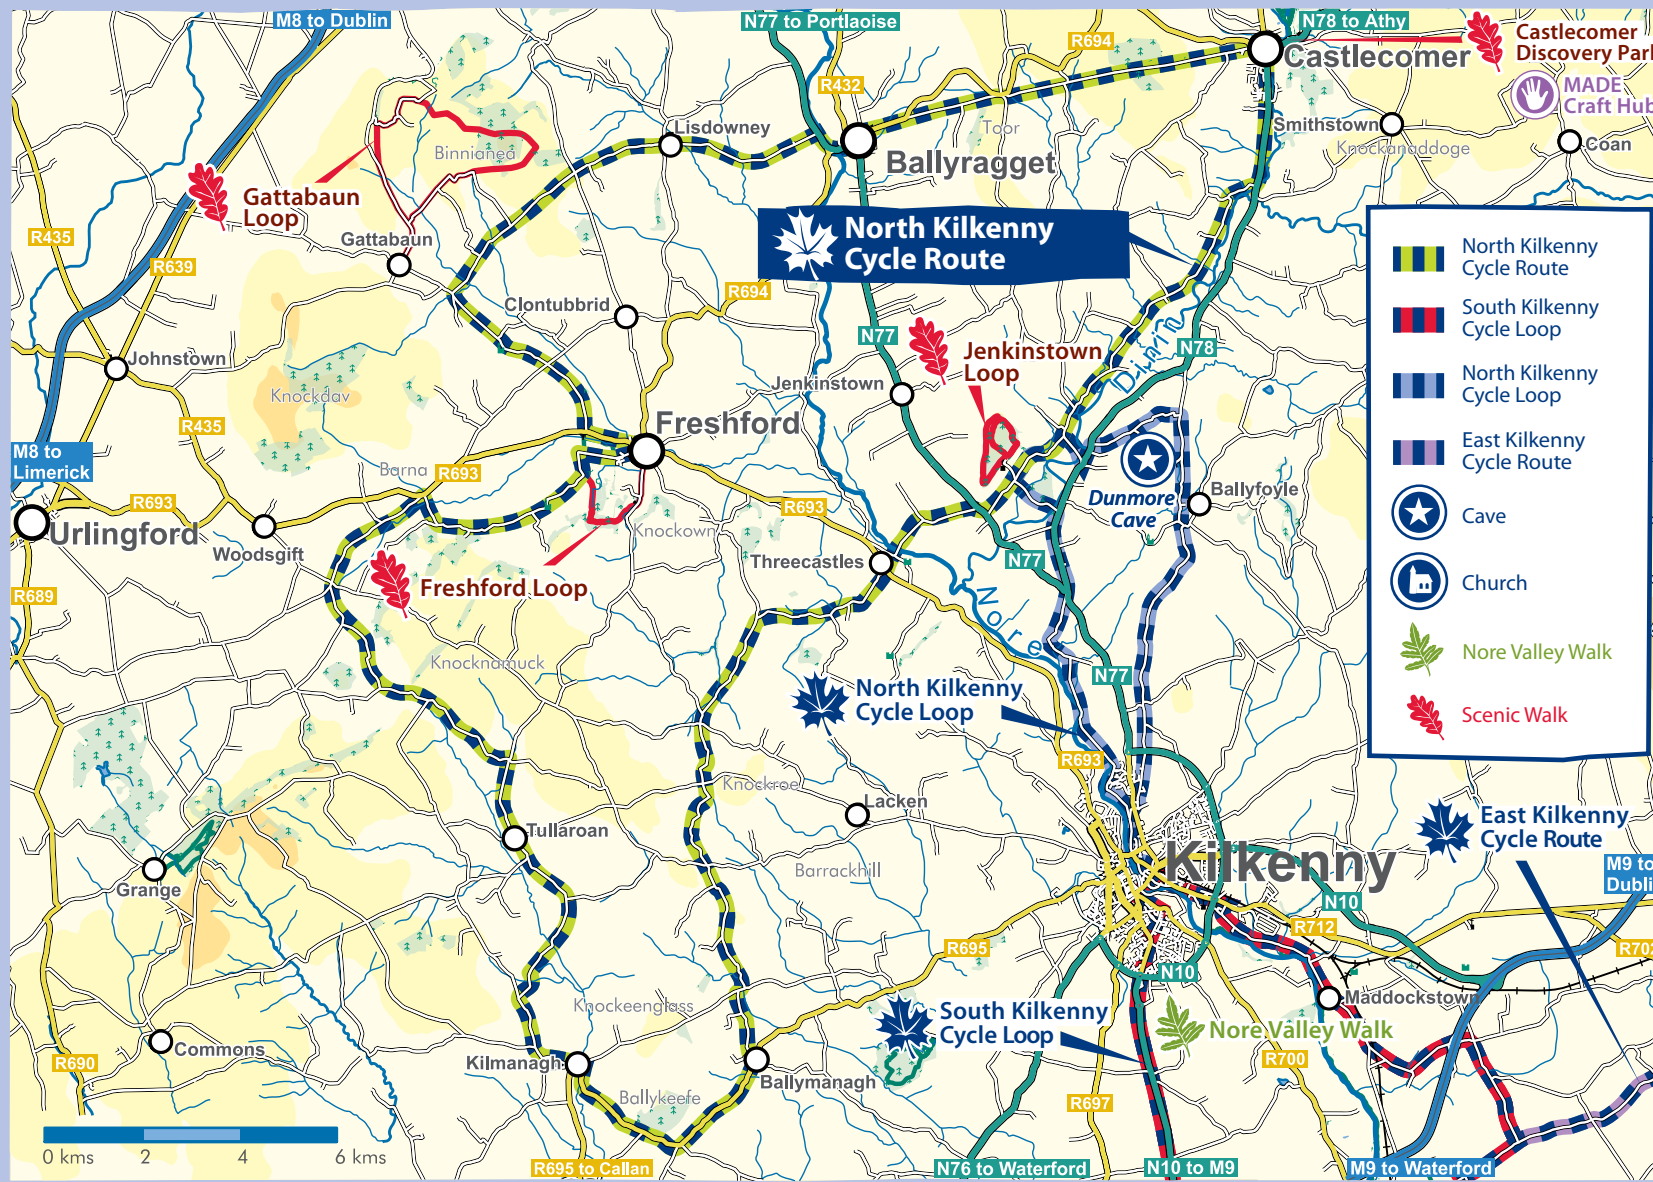 M8 to Dublin
N77 to Portlaoise
N78 to Athy
R694
Castlecomer
Castlecomer
Discovery Park
MADE
Craft Hub
R432
Lisdowney
Toor
Smithstown
Knockanaddoge
Coan
Binnianea
Ballyragget
Gattabaun
Loop
Gattabaun
R435
R639
North Kilkenny
Cycle Route
R694
Clontubbrid
N77
N78
Dinin
Johnstown
Knockdav
Jenkinstown
Jenkinstown
Loop
R435
Freshford
M8 to
Limerick
Barna
R693
R693
Urlingford
Woodsgift
Knockown
R693
Dunmore
Cave
Ballyfoyle
Threecastles
N77
Freshford Loop
R689
Nore
Knocknamuck
N77
North Kilkenny
Cycle Loop
R693
Knockroe
Lacken
Tullaroan
Barrackhill
Kilkenny
Grange
N10
R712
R695
N10
Knockeenglass
South Kilkenny
Cycle Loop
Nore Valley Walk
Maddockstown
Commons
R690
Kilmanagh
Ballymanagh
Ballykeefe
R700
R697
0 kms 2 4 6 kms
R695 to Callan
N76 to Waterford
N10 to M9
M9 to Waterford
North Kilkenny
Cycle Route
South Kilkenny
Cycle Loop
North Kilkenny
Cycle Loop
East Kilkenny
Cycle Route
Cave
Church
Nore Valley Walk
Scenic Walk
East Kilkenny
Cycle Route
M9 to